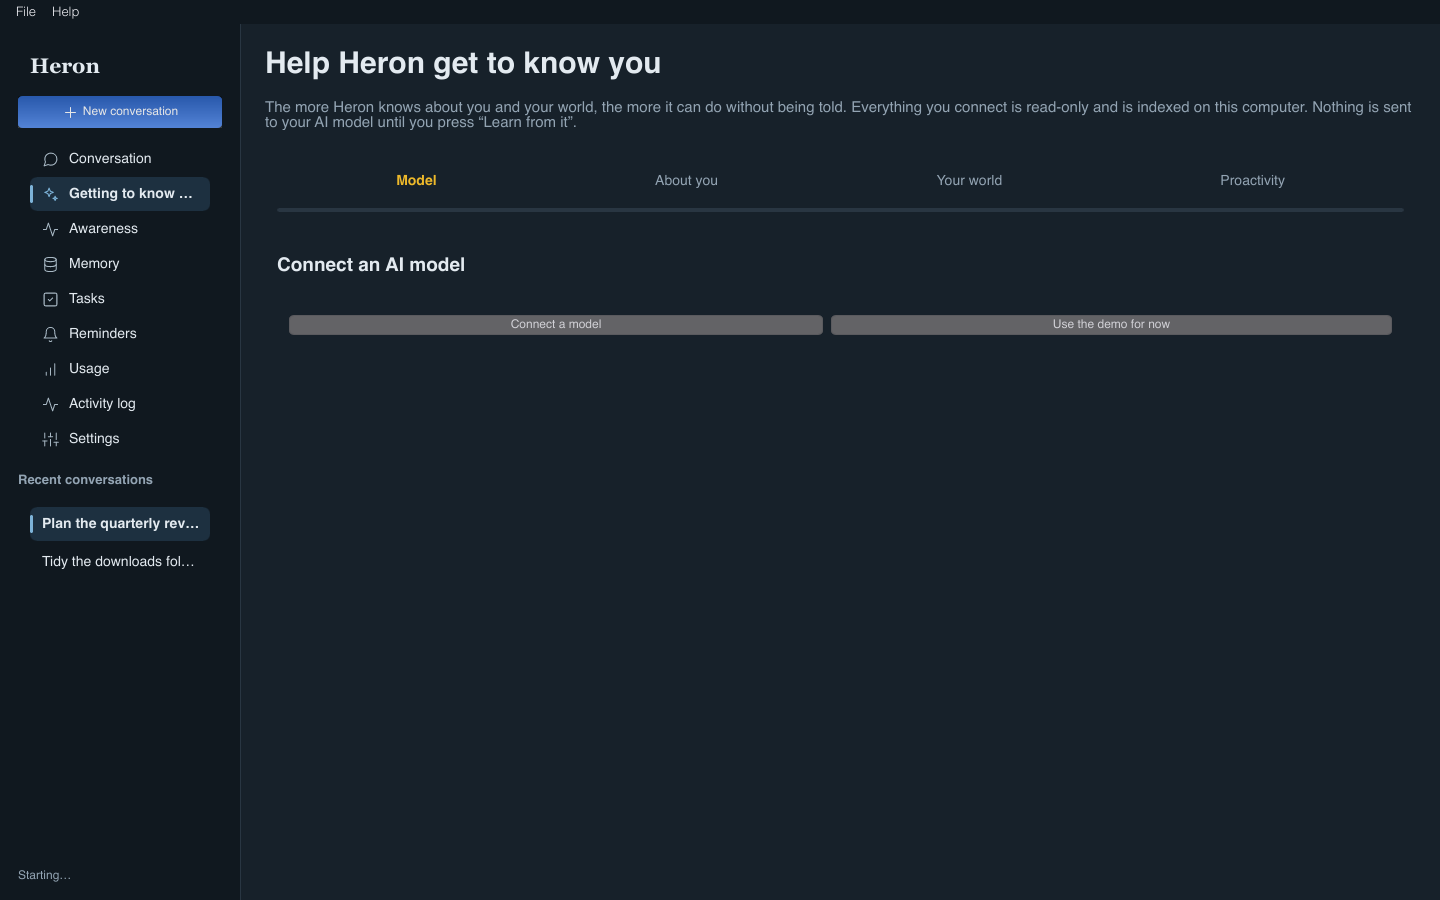 File Help
Heron
New conversation
Conversation
Getting to know ...
Awareness
Memory
Tasks
Reminders
Usage
Activity log
Settings
Recent conversations
Plan the quarterly rev...
Tidy the downloads fol...
Starting...
Help Heron get to know you
The more Heron knows about you and your world, the more it can do without being told. Everything you connect is read-only and is indexed on this computer. Nothing is sent
to your AI model until you press “Learn from it”.
Model About you Your world Proactivity
Connect an AI model
Connect a model Use the demo for now